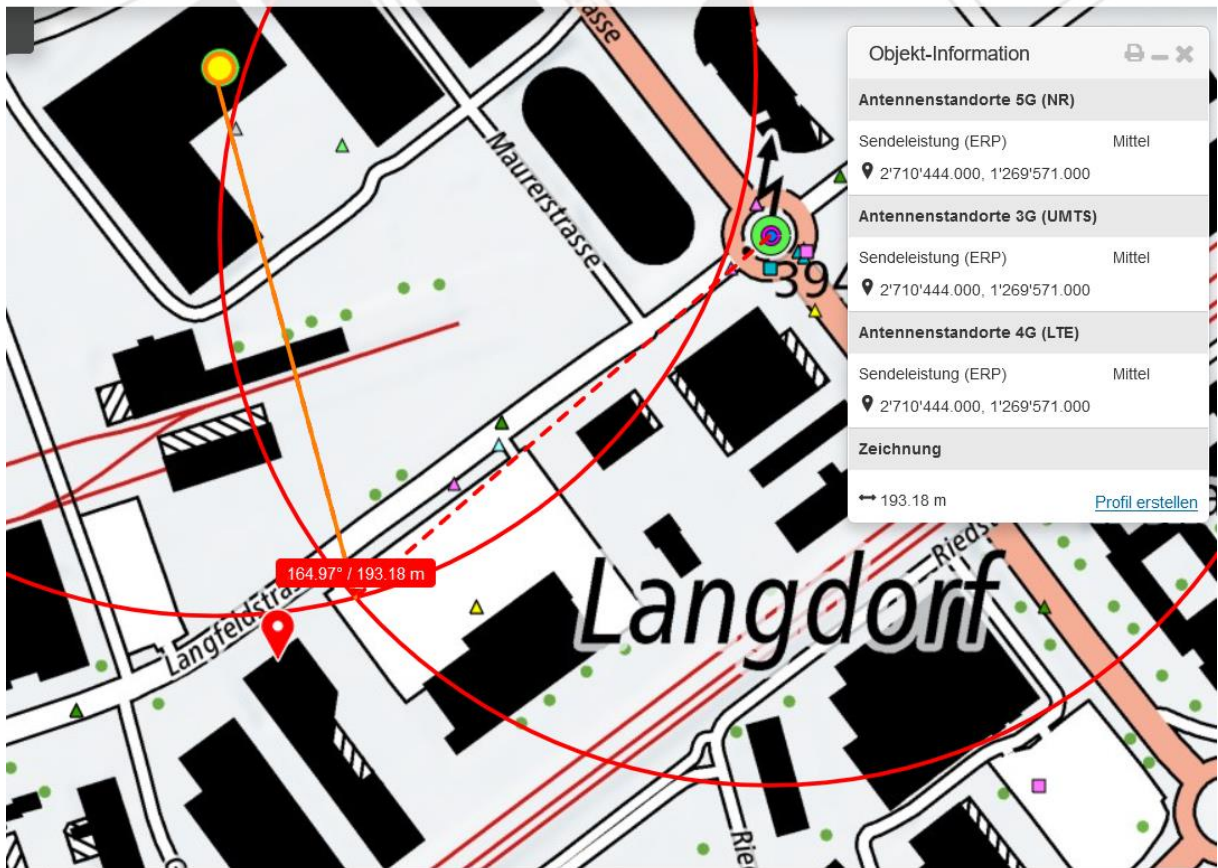 Objekt-Information
Antennenstandorte 5G (NR)
Sendeleistung (ERP) Mittel
2'710'444.000, 1'269'571.000
Antennenstandorte 3G (UMTS)
Sendeleistung (ERP) Mittel
2'710'444.000, 1'269'571.000
Antennenstandorte 4G (LTE)
Sendeleistung (ERP) Mittel
2'710'444.000, 1'269'571.000
Zeichnung
193.18 m Profil erstellen
Maurerstrasse
394
164.97° / 193.18 m
Langfeldstras
Langdorf
Rieds
Rie